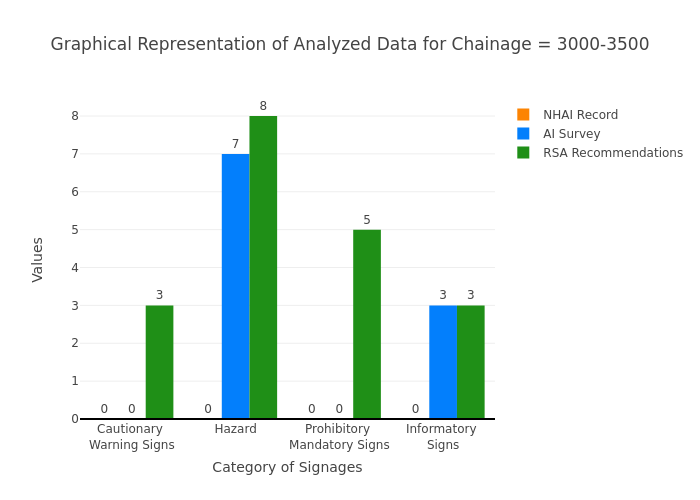 Graphical Representation of Analyzed Data for Chainage = 3000-3500
NHAI Record
AI Survey
RSA Recommendations
Values
8
7
6
5
4
3
2
1
0
0 0 3
0 7 8
0 0 5
0 3 3
Cautionary
Warning Signs
Hazard
Prohibitory
Mandatory Signs
Informatory
Signs
Category of Signages